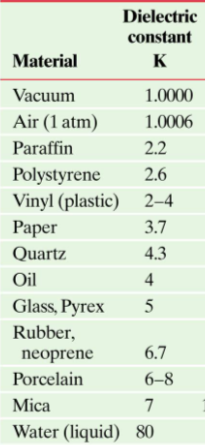 Dielectric
constant
Material K
Vacuum 1.0000
Air (1 atm) 1.0006
Paraffin 2.2
Polystyrene 2.6
Vinyl (plastic) 2–4
Paper 3.7
Quartz 4.3
Oil 4
Glass, Pyrex 5
Rubber,
neoprene 6.7
Porcelain 6–8
Mica 7
Water (liquid) 80